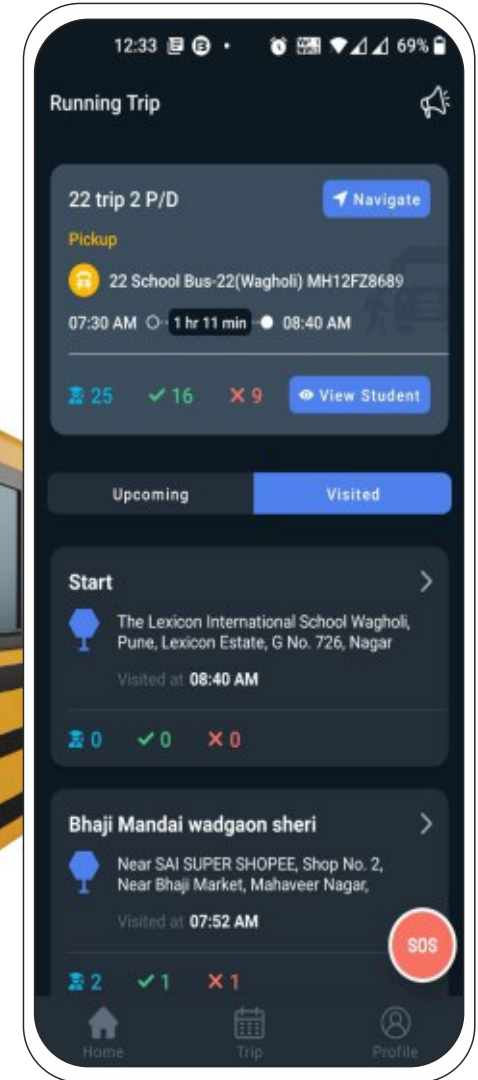 12:33 69%
Running Trip
22 trip 2 P/D Navigate
Pickup
22 School Bus-22(Wagholi) MH12FZ8689
07:30 AM 1 hr 11 min 08:40 AM
25 16 9 View Student
Upcoming Visited
Start
The Lexicon International School Wagholi,
Pune, Lexicon Estate, G No. 726, Nagar
Visited at 08:40 AM
0 0 0
Bhaji Mandai wadgaon sheri
Near SAI SUPER SHOPEE, Shop No. 2,
Near Bhaji Market, Mahaveer Nagar,
Visited at 07:52 AM
SOS
2 1 1
Home Trip Profile